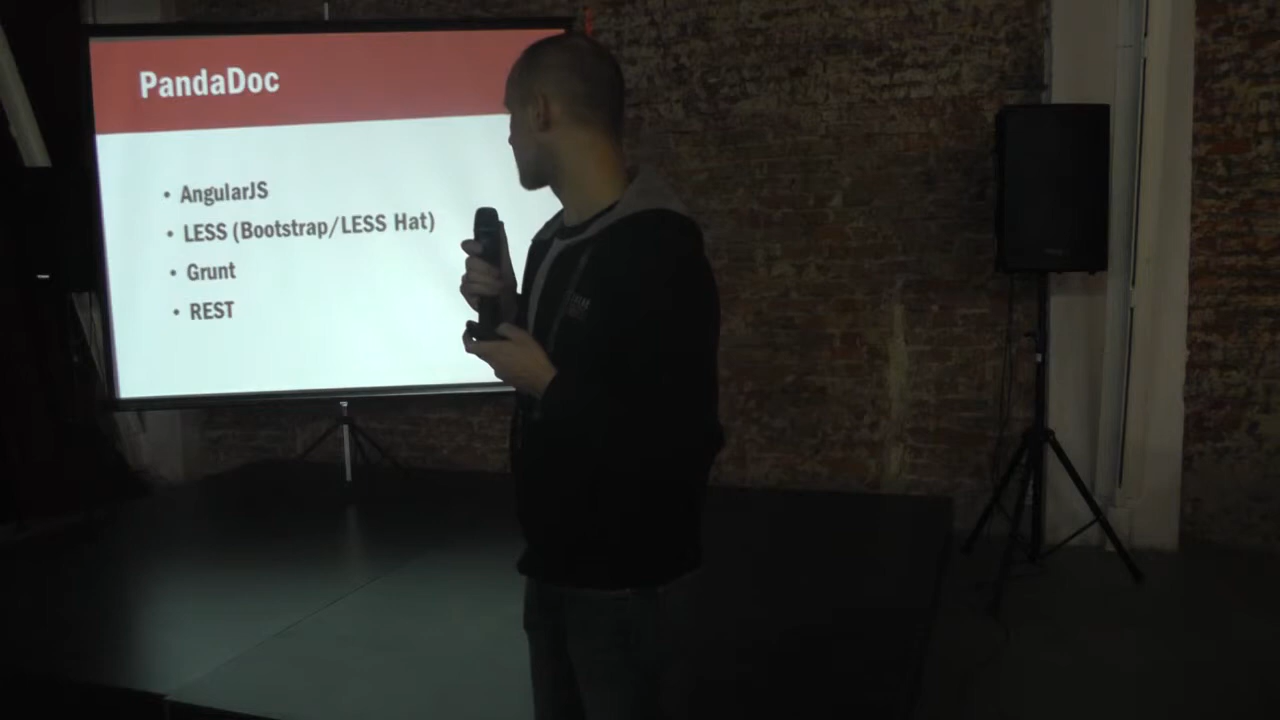 PandaDoc
• AngularJS
• LESS (Bootstrap/LESS Hat)
• Grunt
• REST